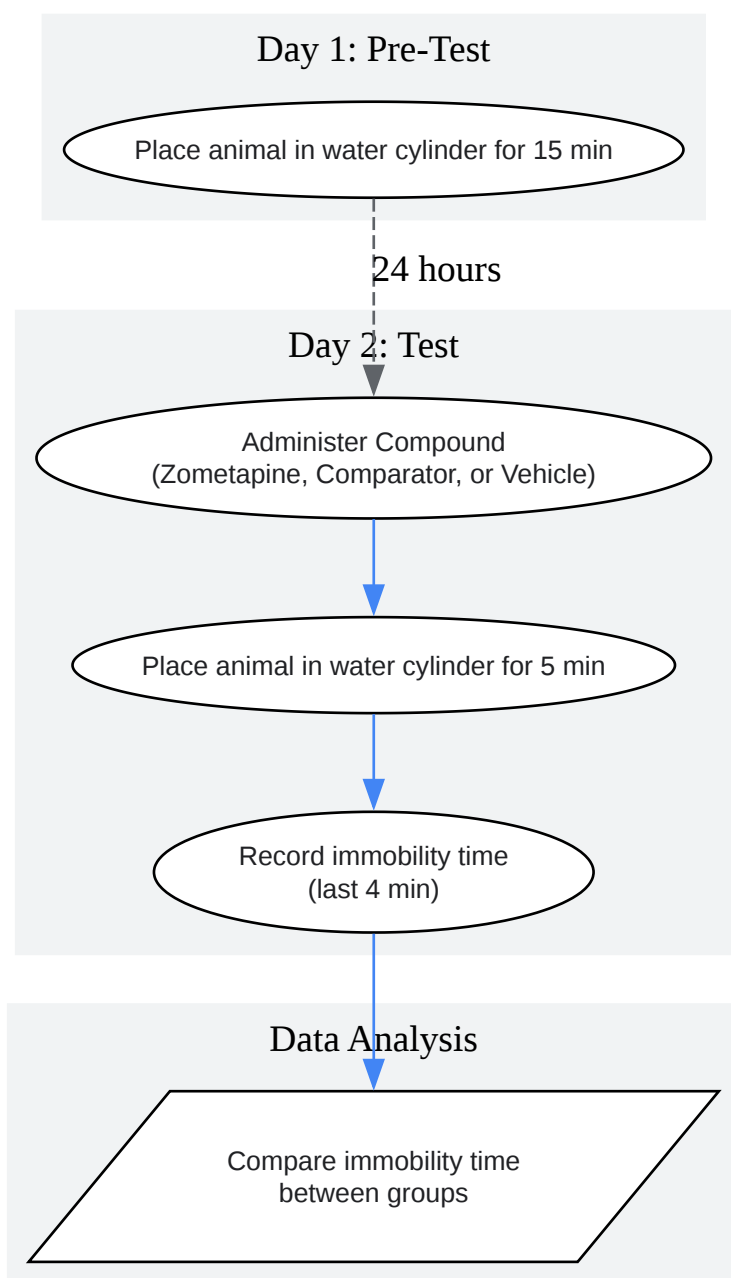 Day 1: Pre-Test
Place animal in water cylinder for 15 min
24 hours
Day 2: Test
Administer Compound
(Zometapine, Comparator, or Vehicle)
Place animal in water cylinder for 5 min
Record immobility time
(last 4 min)
Data Analysis
Compare immobility time
between groups